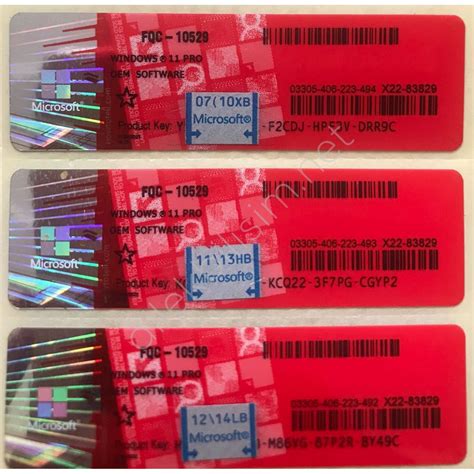 FQC-10529
WINDOWS® 11 PRO
OEM SOFTWARE
Microsoft
03305-406-223-494 X22-83829
07(10XB
Microsoft®
Product Key:
-F2CDJ- -DRR9C
FQC-10529
WINDOWS® 11 PRO
OEM SOFTWARE
Microsoft
03305-406-223-493 X22-83829
11\13HB
Microsoft®
Product Key:
-KCQ22-3F7PG-CGYP2
FQC-10529
WINDOWS® 11 PRO
OEM SOFTWARE
Microsoft
03305-406-223-492 X22-83829
12\14LB
Microsoft®
Product Key:
-M86VG-87P2R-BY49C